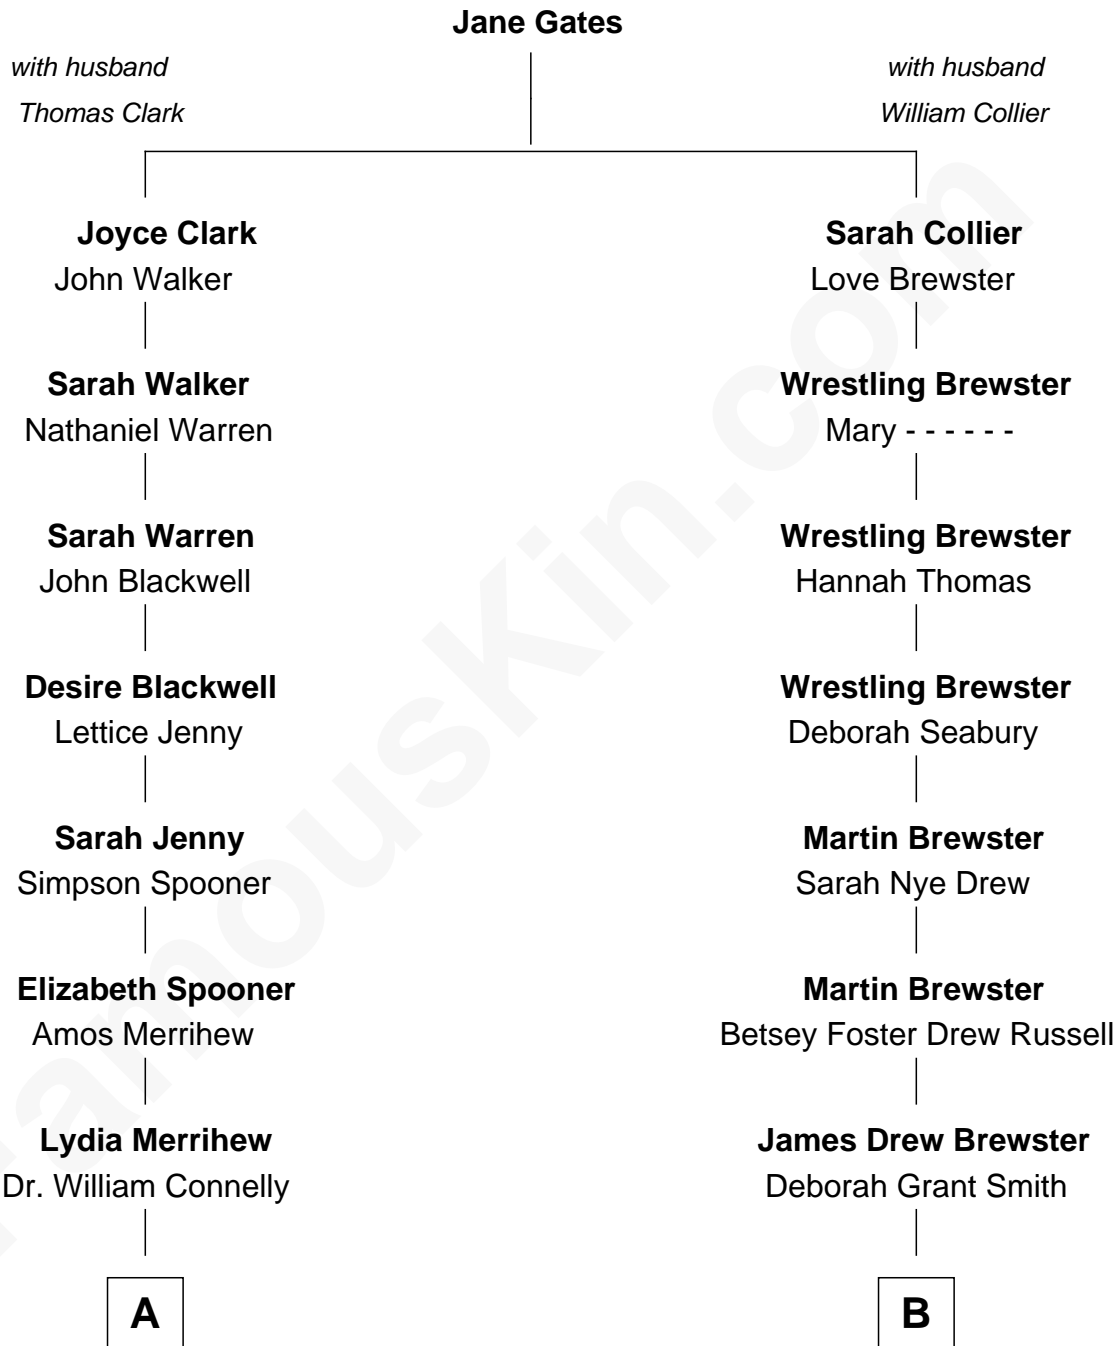 Jane Gates
with husband
Thomas Clark
with husband
William Collier
Joyce Clark
John Walker
Sarah Collier
Love Brewster
Sarah Walker
Nathaniel Warren
Wrestling Brewster
Mary - - - - - -
Sarah Warren
John Blackwell
Wrestling Brewster
Hannah Thomas
Desire Blackwell
Lettice Jenny
Wrestling Brewster
Deborah Seabury
Sarah Jenny
Simpson Spooner
Martin Brewster
Sarah Nye Drew
Elizabeth Spooner
Amos Merrihew
Martin Brewster
Betsey Foster Drew Russell
Lydia Merrihew
Dr. William Connelly
James Drew Brewster
Deborah Grant Smith
A
B
FamousKin.com